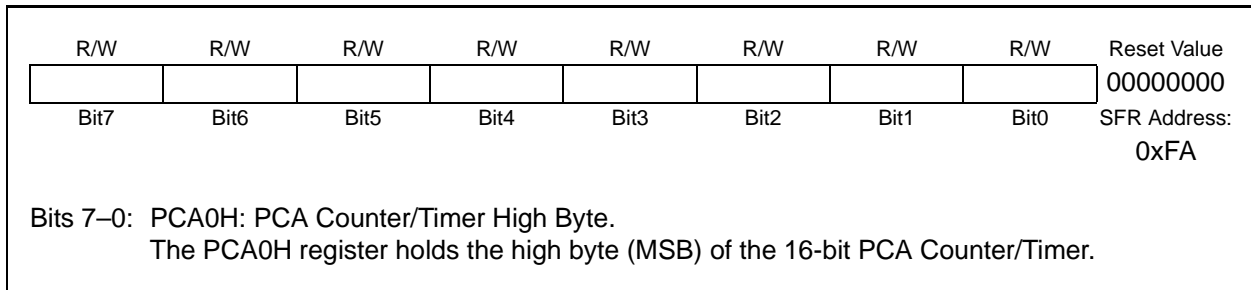 R/W R/W R/W R/W R/W R/W R/W R/W Reset Value
00000000
Bit7 Bit6 Bit5 Bit4 Bit3 Bit2 Bit1 Bit0 SFR Address:
0xFA
Bits 7–0: PCA0H: PCA Counter/Timer High Byte.
The PCA0H register holds the high byte (MSB) of the 16-bit PCA Counter/Timer.